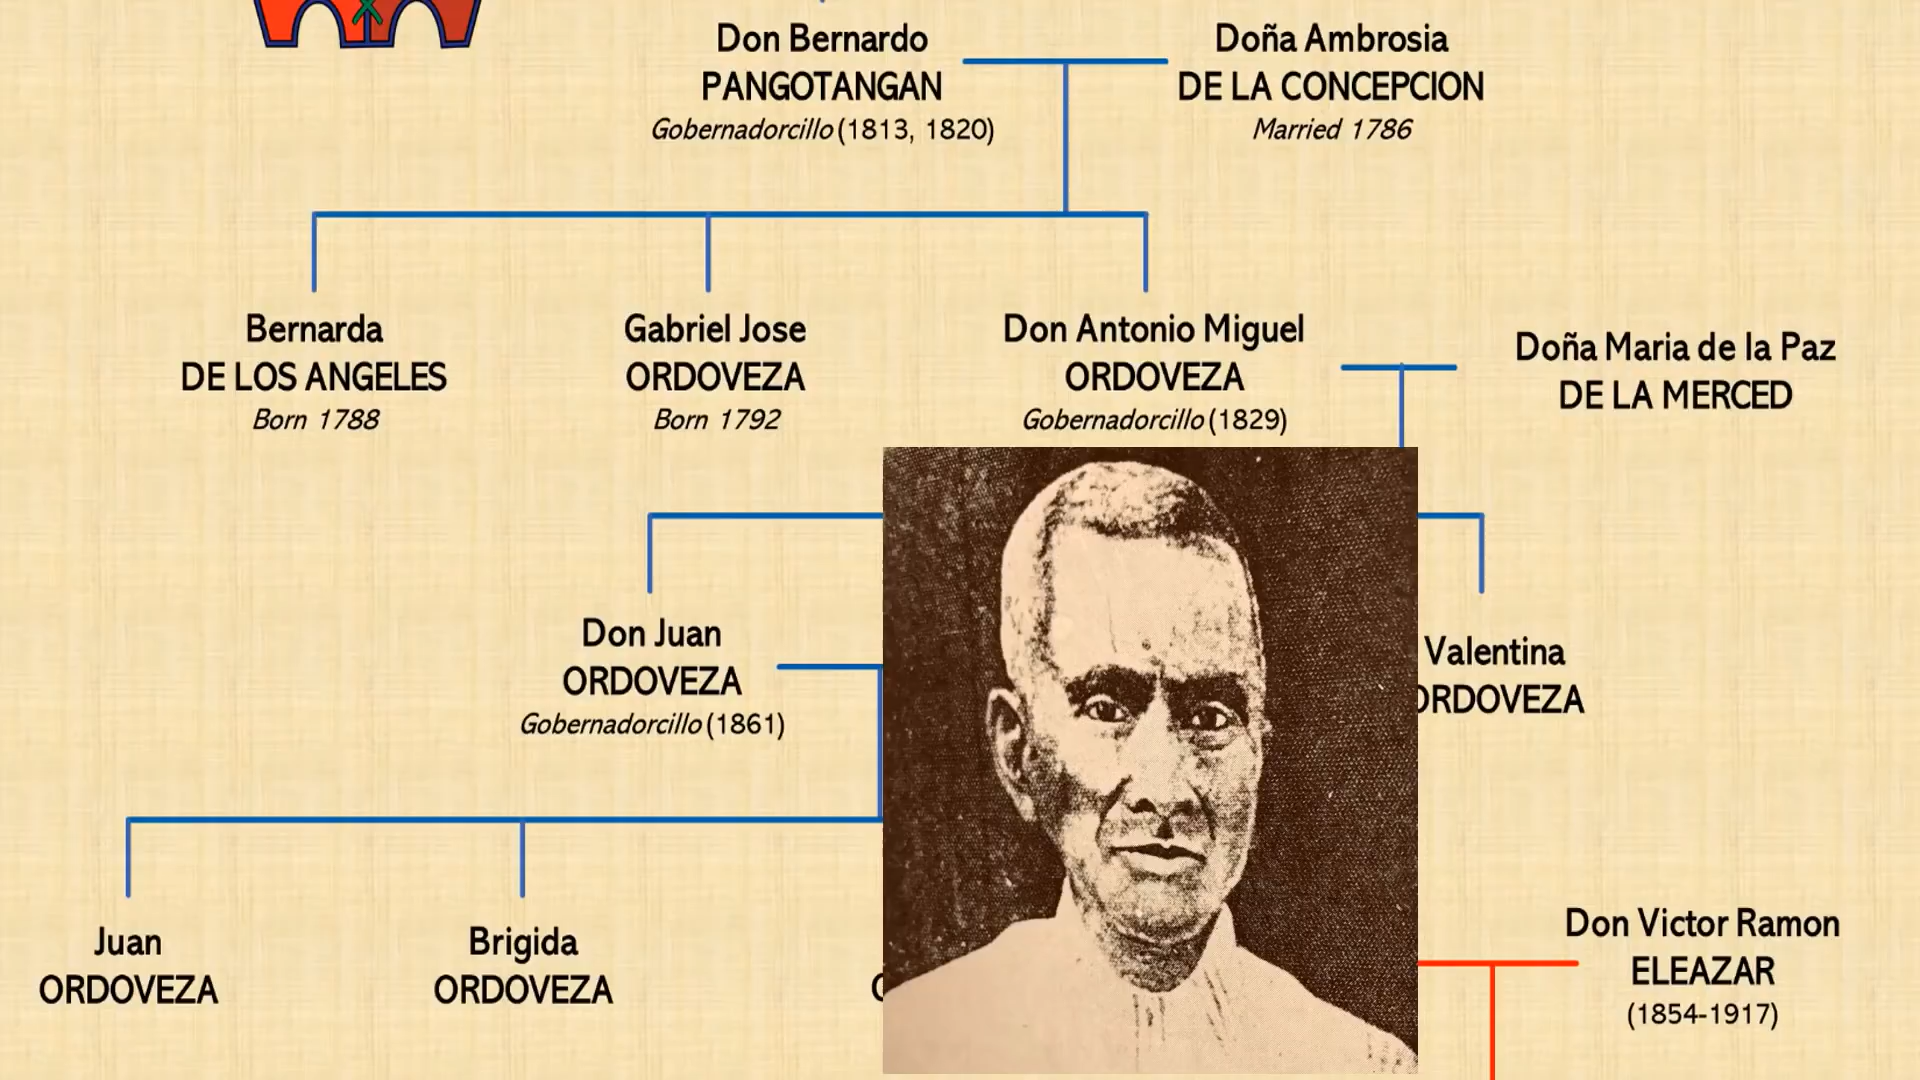 Don Bernardo
PANGOTANGAN
Gobernadorcillo (1813, 1820)
Doña Ambrosia
DE LA CONCEPCION
Married 1786
Bernarda
DE LOS ANGELES
Born 1788
Gabriel Jose
ORDOVEZA
Born 1792
Don Antonio Miguel
ORDOVEZA
Gobernadorcillo (1829)
Doña Maria de la Paz
DE LA MERCED
Don Juan
ORDOVEZA
Gobernadorcillo (1861)
Valentina
ORDOVEZA
Juan
ORDOVEZA
Brigida
ORDOVEZA
Don Victor Ramon
ELEAZAR
(1854-1917)